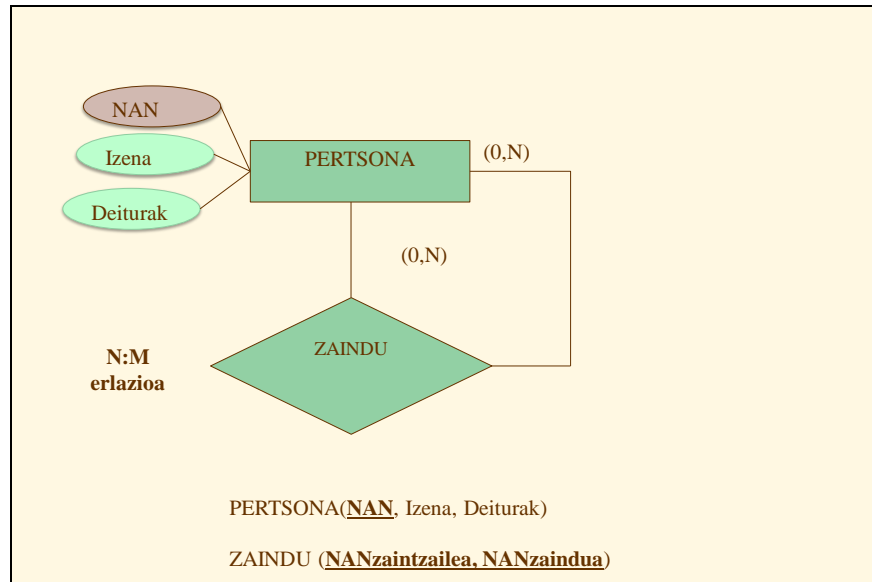 NAN
Izena
PERTSONA
(0,N)
Deiturak
(0,N)
ZAINDU
N:M
erlazioa
PERTSONA(NAN, Izena, Deiturak)
ZAINDU (NANzaintzailea, NANzaindua)